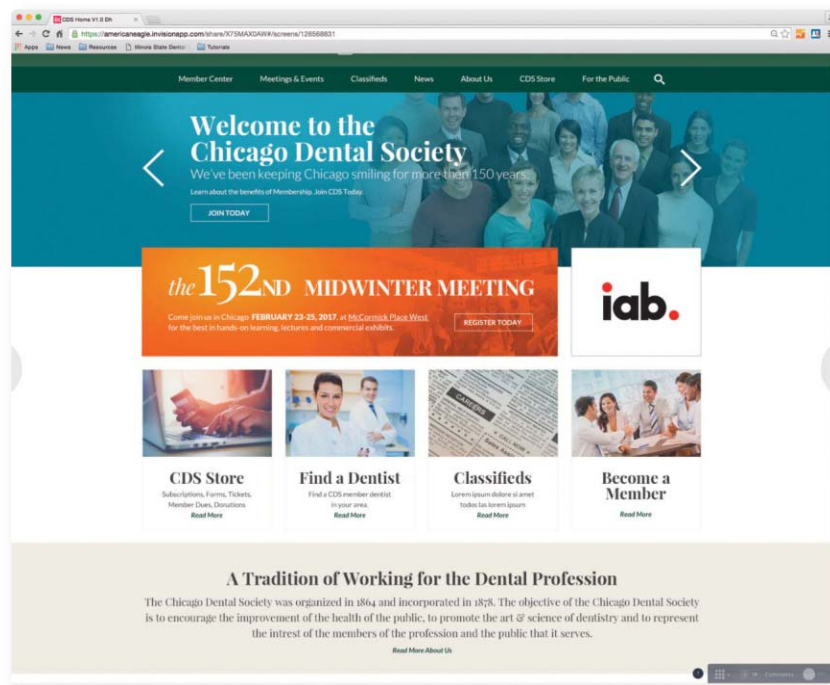 CDS Home V1.0 Dh
https://americaneagle.invisionapp.com/share/X75MAX0AW#/screens/126568831
Apps News Resources Illinois State Denta Tutorials
Member Center Meetings & Events Classifieds News About Us CDS Store For the Public
Welcome to the
Chicago Dental Society
We've been keeping Chicago smiling for more then 150 years.
Learn about the benefits of Membership. Join CDS Today.
JOIN TODAY
the 152ND MIDWINTER MEETING
Come join us in Chicago FEBRUARY 23-25, 2017, at McCormick Place West
for the best in hands-on learning, lectures and commercial exhibits.
REGISTER TODAY
iab.
CAREERS
CALL NOW
Sales
CDS Store
Subscriptions, Forms, Tickets,
Member Dues, Donations
Read More
Find a Dentist
Find a CDS member dentist
in your area.
Read More
Classifieds
Lorem ipsum dolore si amet
todos las lorem ipsum
Read More
Become a
Member
Read More
A Tradition of Working for the Dental Profession
The Chicago Dental Society was organized in 1864 and incorporated in 1878. The objective of the Chicago Dental Society
is to encourage the improvement of the health of the public, to promote the art & science of dentistry and to represent
the intrest of the members of the profession and the public that it serves.
Read More About Us
Comments